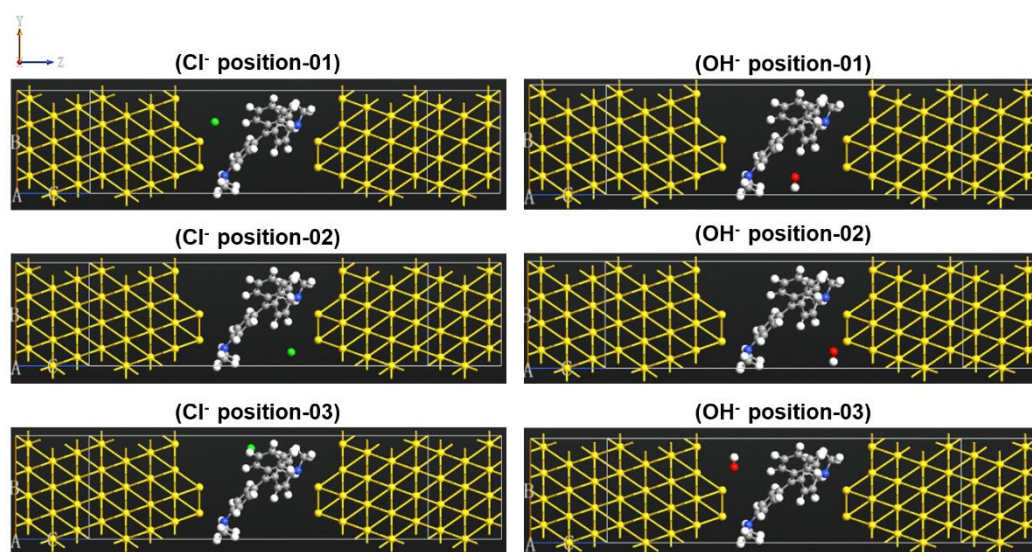 Y
Z
(Cl⁻ position-01)
(OH⁻ position-01)
B
A C
A C
(Cl⁻ position-02)
(OH⁻ position-02)
B
A C
A C
(Cl⁻ position-03)
(OH⁻ position-03)
B
B
A C
A C